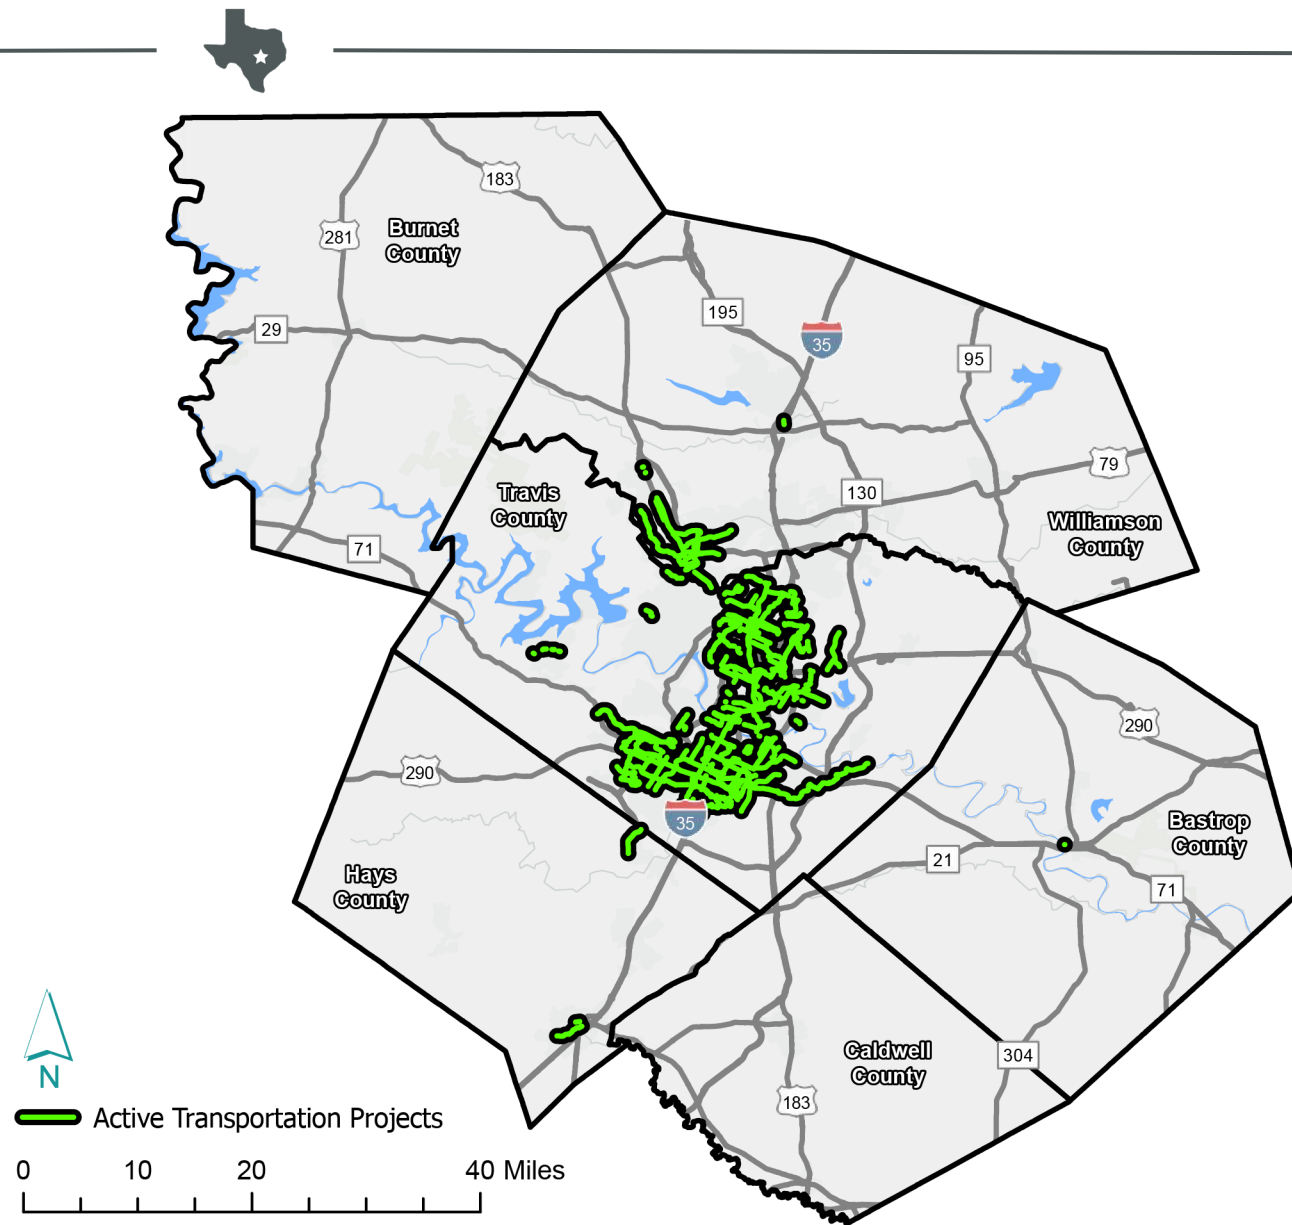 183
Burnet
County
281
195
35
29
95
79
130
Travis
County
Williamson
County
71
290
290
35
Bastrop
County
21
Hays
County
71
N
Caldwell
County
304
183
Active Transportation Projects
0 10 20 40 Miles